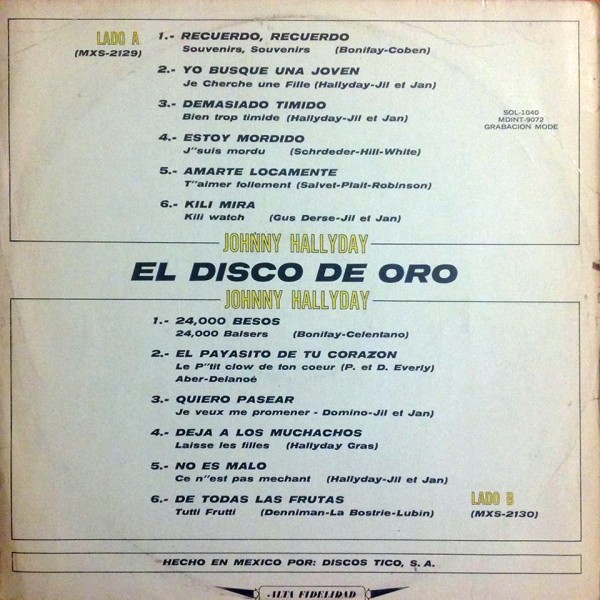 LADO A
(MXS-2129)
1.- RECUERDO, RECUERDO
Souvenirs, Souvenirs (Bonifay-Coben)
2.- YO BUSQUE UNA JOVEN
Je Cherche une Fille (Hallyday-Jil et Jan)
3.- DEMASIADO TIMIDO
Bien trop timide (Hallyday-Jil et Jan)
4.- ESTOY MORDIDO
J"suis mordu (Schrdeder-Hill-White)
5.- AMARTE LOCAMENTE
T"aimer follement (Salvet-Plait-Robinson)
6.- KILI MIRA
Kili watch (Gus Derse-Jil et Jan)
SOL-1040
MDINT-9072
GRABACION MODE
JOHNNY HALLYDAY
EL DISCO DE ORO
JOHNNY HALLYDAY
1.- 24,000 BESOS
24,000 Baisers (Bonifay-Celentano)
2.- EL PAYASITO DE TU CORAZON
Le P"tit clow de ton coeur (P. et D. Everly)
Aber-Delanoé
3.- QUIERO PASEAR
Je veux me promener - Domino-Jil et Jan)
4.- DEJA A LOS MUCHACHOS
Laisse les filles (Hallyday Gras)
5.- NO ES MALO
Ce n"est pas mechant (Hallyday-Jil et Jan)
6.- DE TODAS LAS FRUTAS
Tutti Frutti (Denniman-La Bostrie-Lubin)
LADO B
(MXS-2130)
HECHO EN MEXICO POR: DISCOS TICO, S. A.
ALTA FIDELIDAD